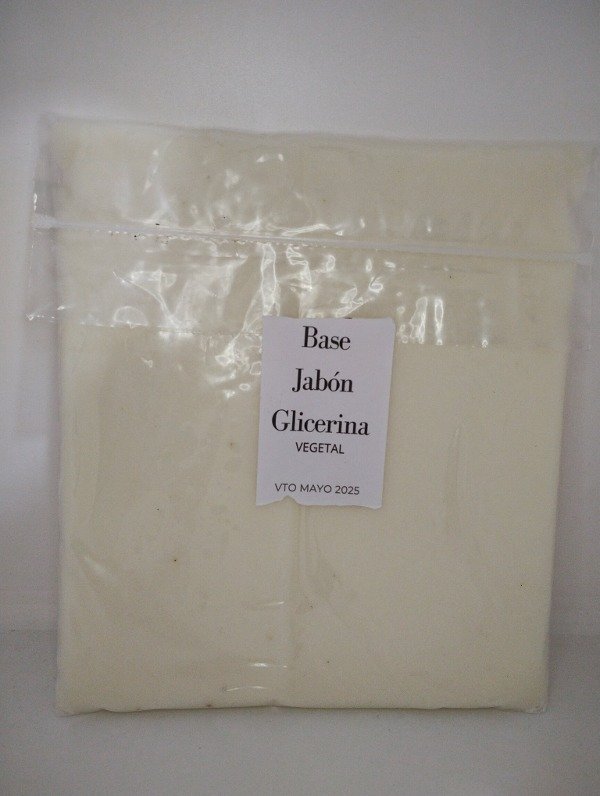 Base
Jabón
Glicerina
VEGETAL
VTO MAYO 2025